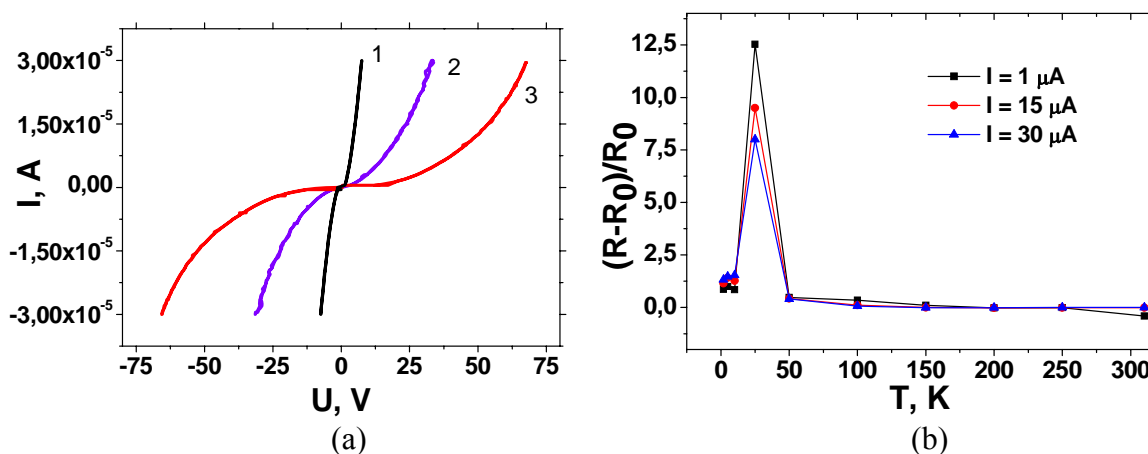 3,00x10⁻⁵
1,50x10⁻⁵
0,00
-1,50x10⁻⁵
-3,00x10⁻⁵
I, A
-75 -50 -25 0 25 50 75
U, V
1
2
3
(a)
12,5
10,0
7,5
5,0
2,5
0,0
(R-R₀)/R₀
0 50 100 150 200 250 300
T, K
I = 1 μA
I = 15 μA
I = 30 μA
(b)